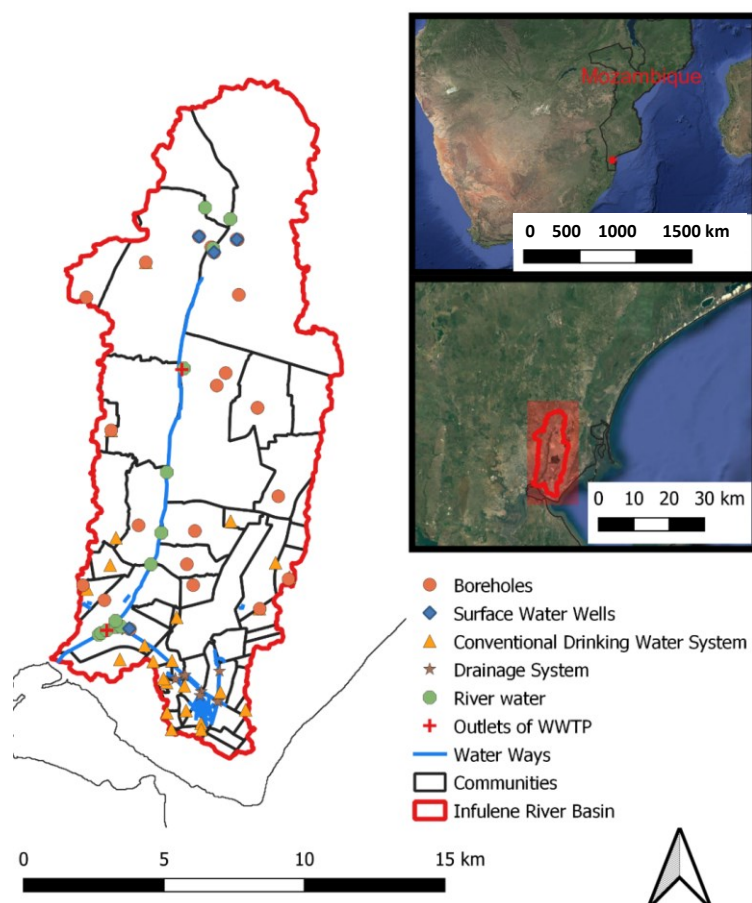 Mozambique
0 500 1000 1500 km
0 10 20 30 km
Boreholes
Surface Water Wells
Conventional Drinking Water System
Drainage System
River water
Outlets of WWTP
Water Ways
Communities
Infulene River Basin
0 5 10 15 km